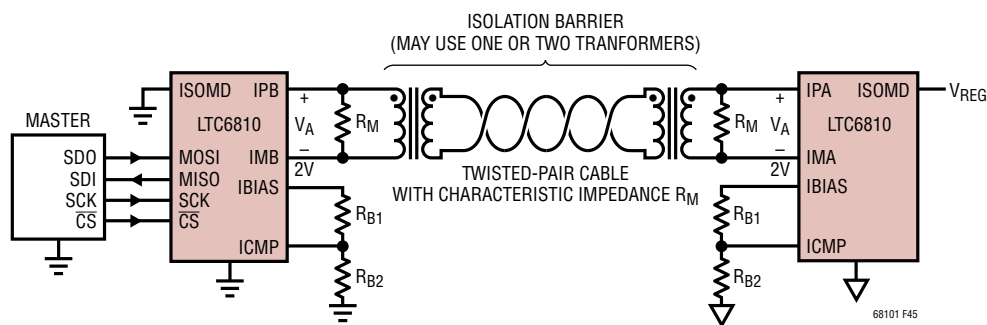 ISOLATION BARRIER
(MAY USE ONE OR TWO TRANFORMERS)
MASTER
SDO
SDI
SCK
CS
ISOMD
IPB
LTC6810
MOSI
MISO
SCK
CS
IMB
IBIAS
ICMP
+
VA
–
2V
RM
RB1
RB2
TWISTED-PAIR CABLE
WITH CHARACTERISTIC IMPEDANCE RM
RM
+
VA
–
2V
RB1
RB2
IPA
ISOMD
LTC6810
IMA
IBIAS
ICMP
VREG
68101 F45